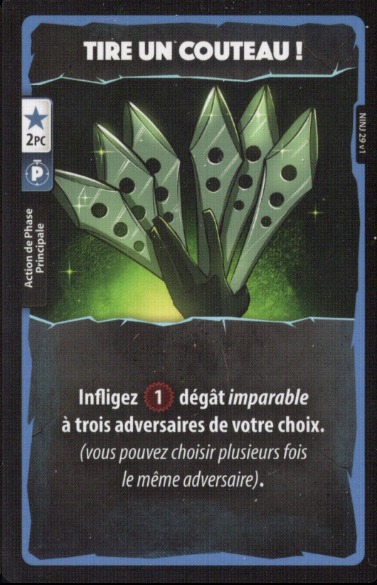 TIRE UN COUTEAU !
2PC
P
Action de Phase
Principale
NINJ 29 v1
Infligez 1 dégât imparable
à trois adversaires de votre choix.
(vous pouvez choisir plusieurs fois
le même adversaire).